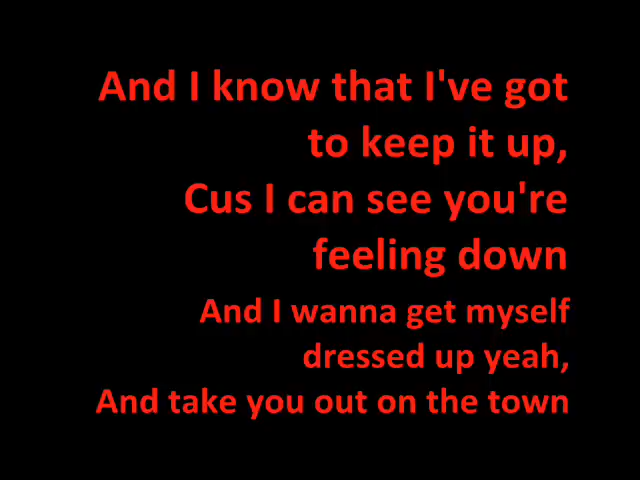 And I know that I've got
to keep it up,
Cus I can see you're
feeling down
And I wanna get myself
dressed up yeah,
And take you out on the town